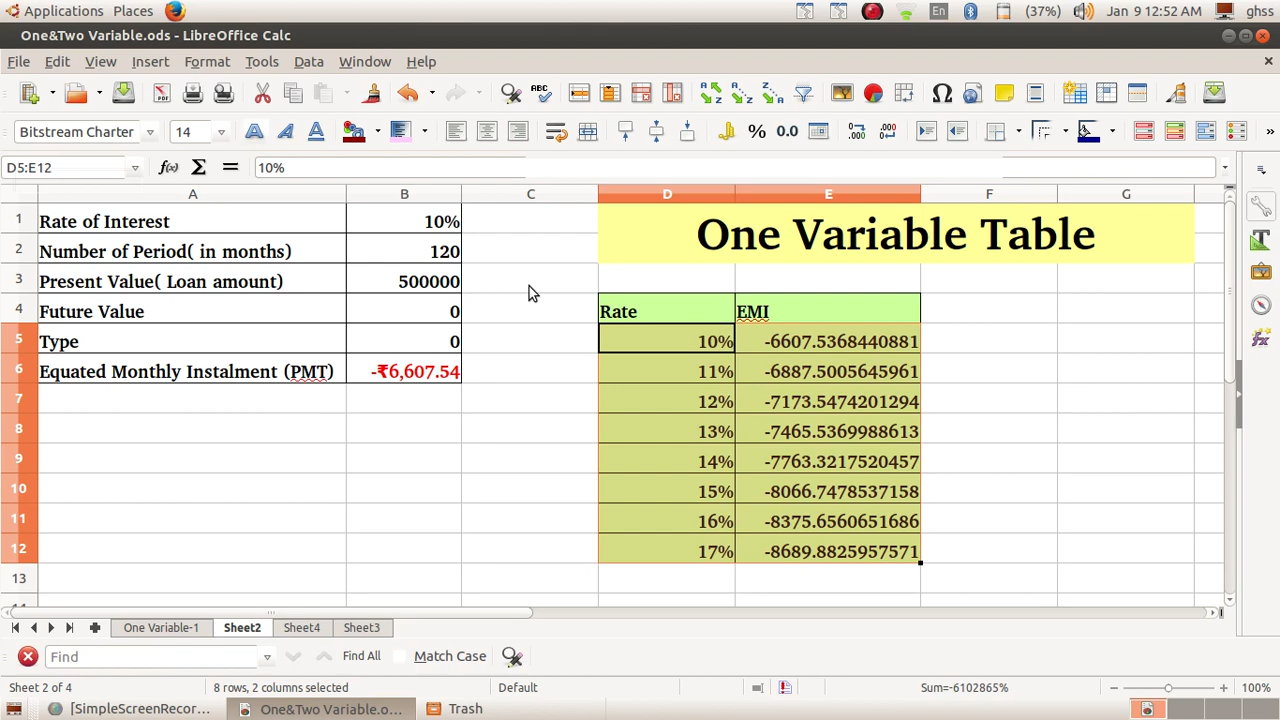 Applications Places En (37%) Jan 9 12:52 AM ghss
One&Two Variable.ods - LibreOffice Calc
File Edit View Insert Format Tools Data Window Help
Bitstream Charter 14
D5:E12 10%
A B C D E F G
1 Rate of Interest 10% One Variable Table
2 Number of Period( in months) 120
3 Present Value( Loan amount) 500000
4 Future Value 0 Rate EMI
5 Type 0 10% -6607.5368440881
6 Equated Monthly Instalment (PMT) -₹6,607.54 11% -6887.5005645961
7 12% -7173.5474201294
8 13% -7465.5369988613
9 14% -7763.3217520457
10 15% -8066.7478537158
11 16% -8375.6560651686
12 17% -8689.8825957571
13
One Variable-1 Sheet2 Sheet4 Sheet3
Find Find All Match Case
Sheet 2 of 4 8 rows, 2 columns selected Default Sum=-6102865% 100%
[SimpleScreenRecor... One&Two Variable.o... Trash